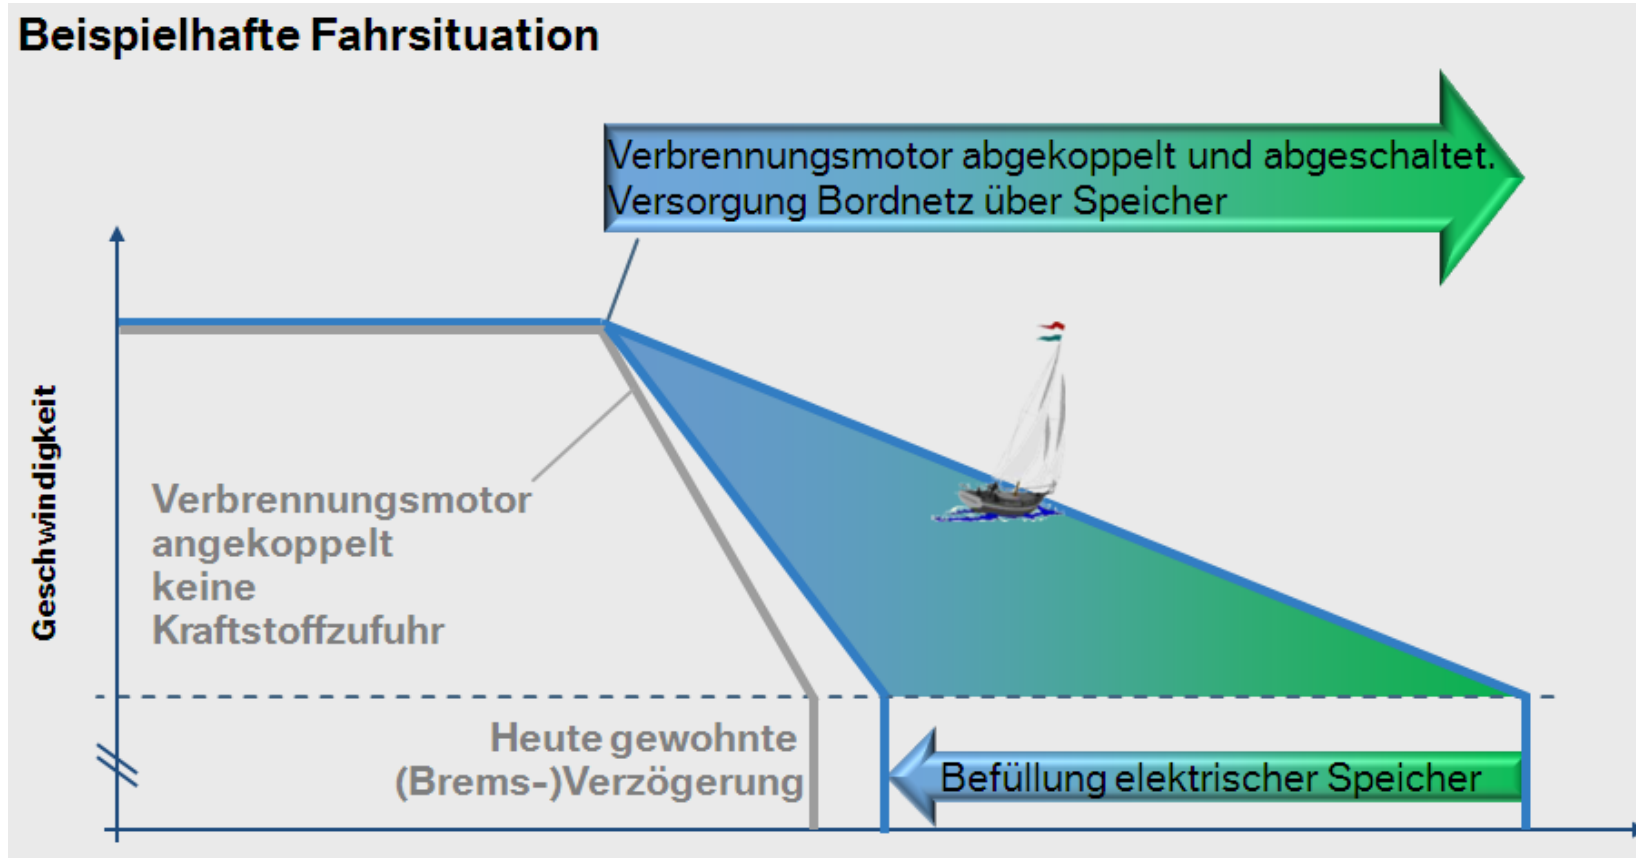 Beispielhafte Fahrsituation
Verbrennungsmotor abgekoppelt und abgeschaltet.
Versorgung Bordnetz über Speicher
Geschwindigkeit
Verbrennungsmotor
angekoppelt
keine
Kraftstoffzufuhr
Heute gewohnte
(Brems-)Verzögerung
Befüllung elektrischer Speicher